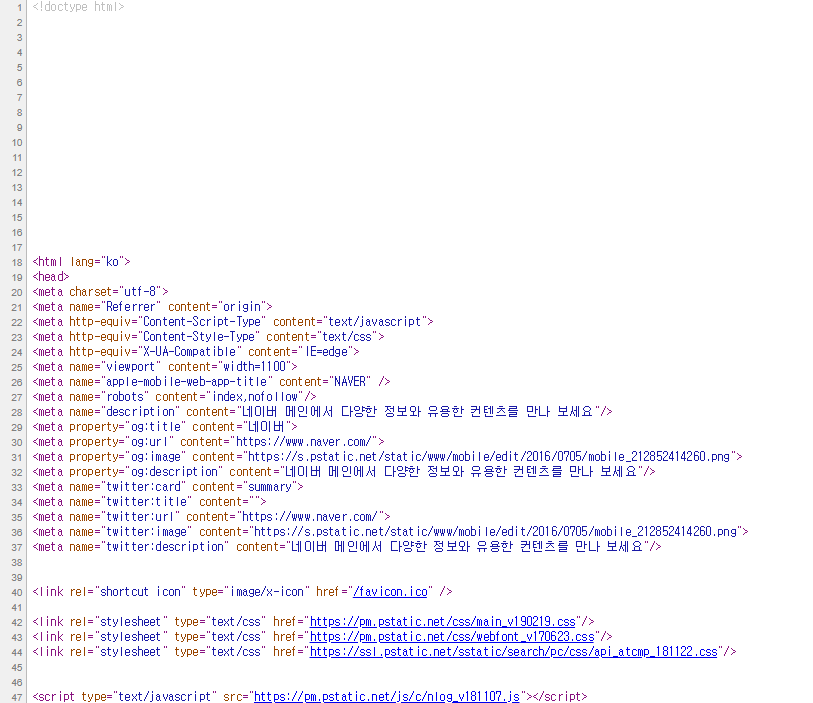 1 <!doctype html>
2
3
4
5
6
7
8
9
10
11
12
13
14
15
16
17
18 <html lang="ko">
19 <head>
20 <meta charset="utf-8">
21 <meta name="Referrer" content="origin">
22 <meta http-equiv="Content-Script-Type" content="text/javascript">
23 <meta http-equiv="Content-Style-Type" content="text/css">
24 <meta http-equiv="X-UA-Compatible" content="IE=edge">
25 <meta name="viewport" content="width=1100">
26 <meta name="apple-mobile-web-app-title" content="NAVER" />
27 <meta name="robots" content="index,nofollow"/>
28 <meta name="description" content="네이버 메인에서 다양한 정보와 유용한 컨텐츠를 만나 보세요"/>
29 <meta property="og:title" content="네이버">
30 <meta property="og:url" content="https://www.naver.com/">
31 <meta property="og:image" content="https://s.pstatic.net/static/www/mobile/edit/2016/0705/mobile_212852414260.png">
32 <meta property="og:description" content="네이버 메인에서 다양한 정보와 유용한 컨텐츠를 만나 보세요"/>
33 <meta name="twitter:card" content="summary">
34 <meta name="twitter:title" content="">
35 <meta name="twitter:url" content="https://www.naver.com/">
36 <meta name="twitter:image" content="https://s.pstatic.net/static/www/mobile/edit/2016/0705/mobile_212852414260.png">
37 <meta name="twitter:description" content="네이버 메인에서 다양한 정보와 유용한 컨텐츠를 만나 보세요"/>
38
39
40 <link rel="shortcut icon" type="image/x-icon" href="/favicon.ico" />
41
42 <link rel="stylesheet" type="text/css" href="https://pm.pstatic.net/css/main_v190219.css"/>
43 <link rel="stylesheet" type="text/css" href="https://pm.pstatic.net/css/webfont_v170623.css"/>
44 <link rel="stylesheet" type="text/css" href="https://ssl.pstatic.net/sstatic/search/pc/css/api_atcmp_181122.css"/>
45
46
47 <script type="text/javascript" src="https://pm.pstatic.net/js/c/nlog_v181107.js"></script>